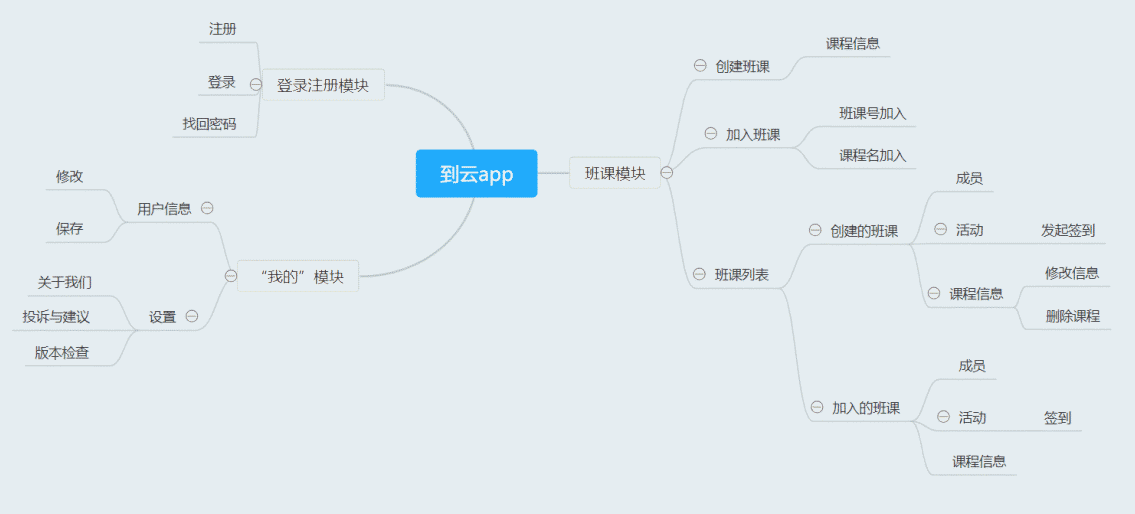 到云app
登录注册模块
注册
登录
找回密码
“我的”模块
用户信息
修改
保存
设置
关于我们
投诉与建议
版本检查
班课模块
创建班课
课程信息
加入班课
班课号加入
课程名加入
班课列表
创建的班课
成员
活动
发起签到
课程信息
修改信息
删除课程
加入的班课
成员
活动
签到
课程信息